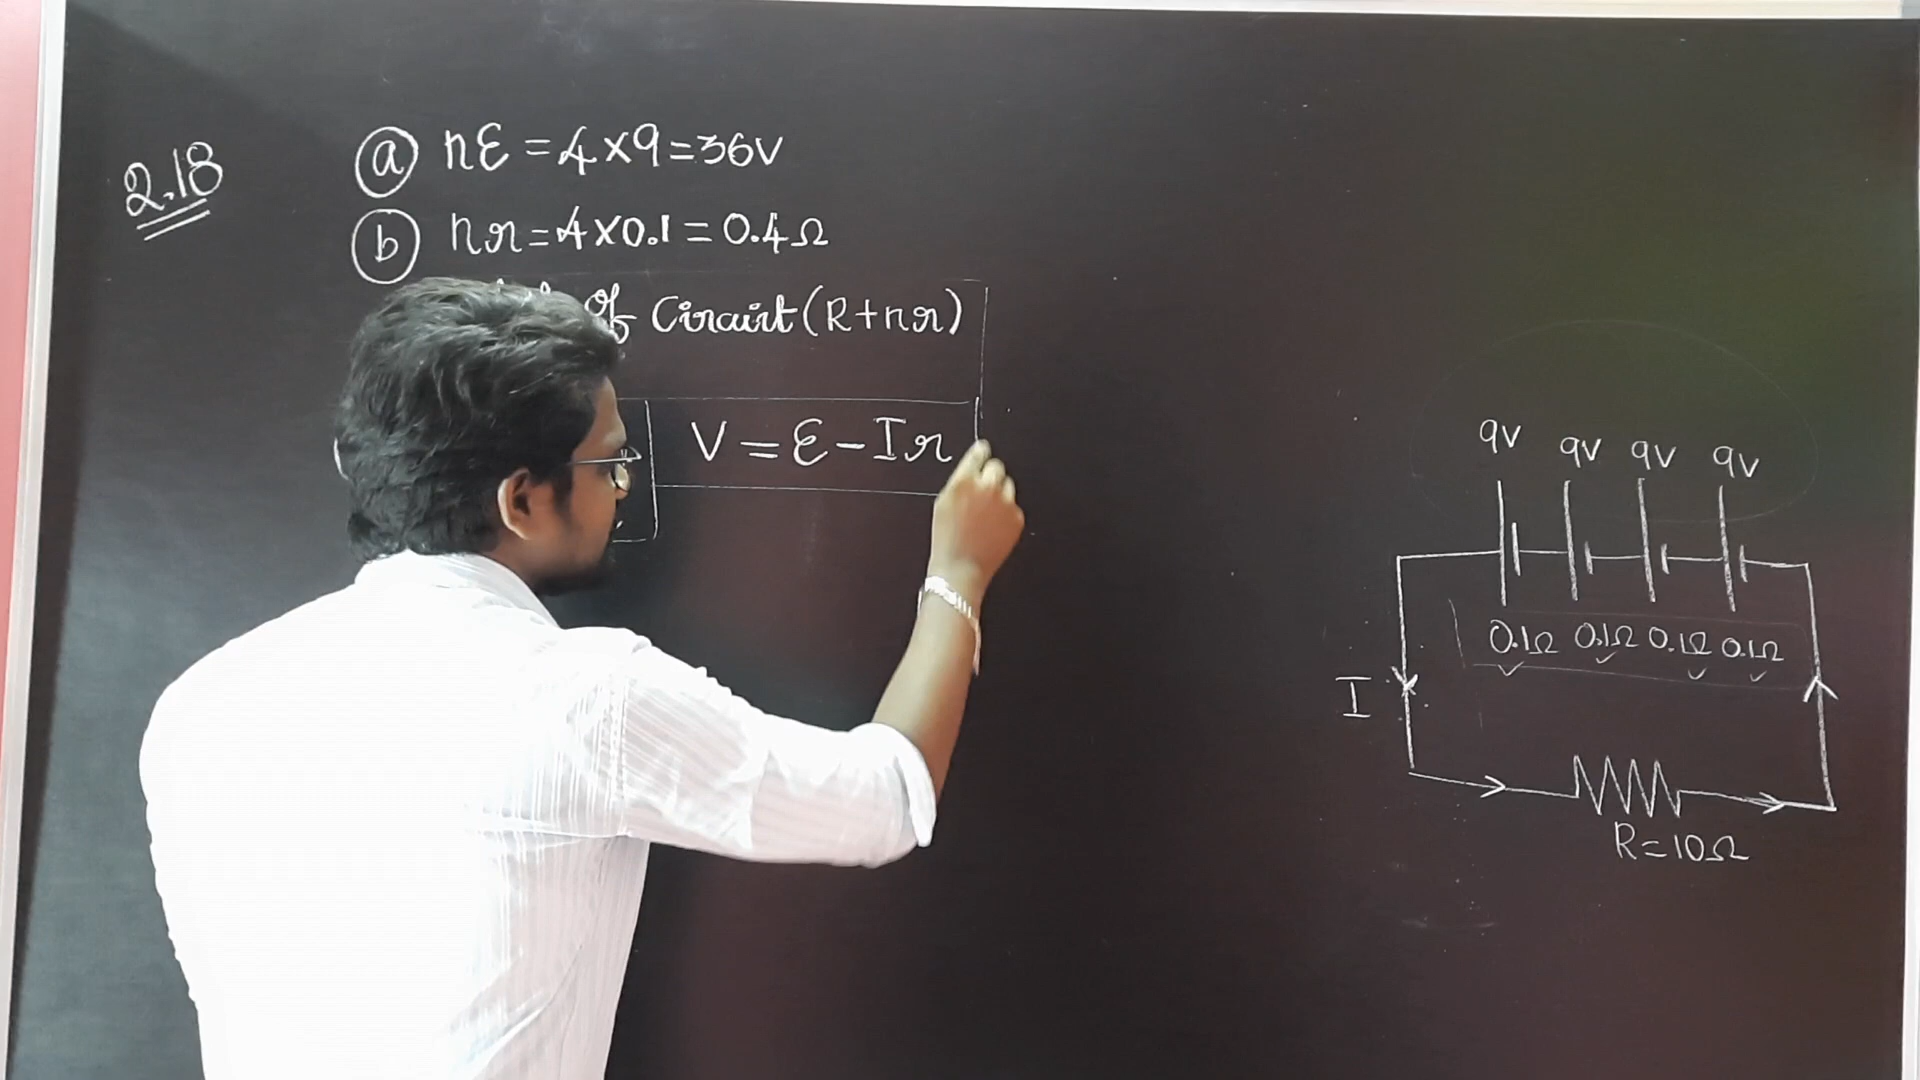 2.18
(a) nε = 4×9 = 36V
(b) nr = 4×0.1 = 0.4Ω
of Circuit (R+nr)
V = ε - Ir
9V 9V 9V 9V
0.1Ω 0.1Ω 0.1Ω 0.1Ω
I
R=10Ω